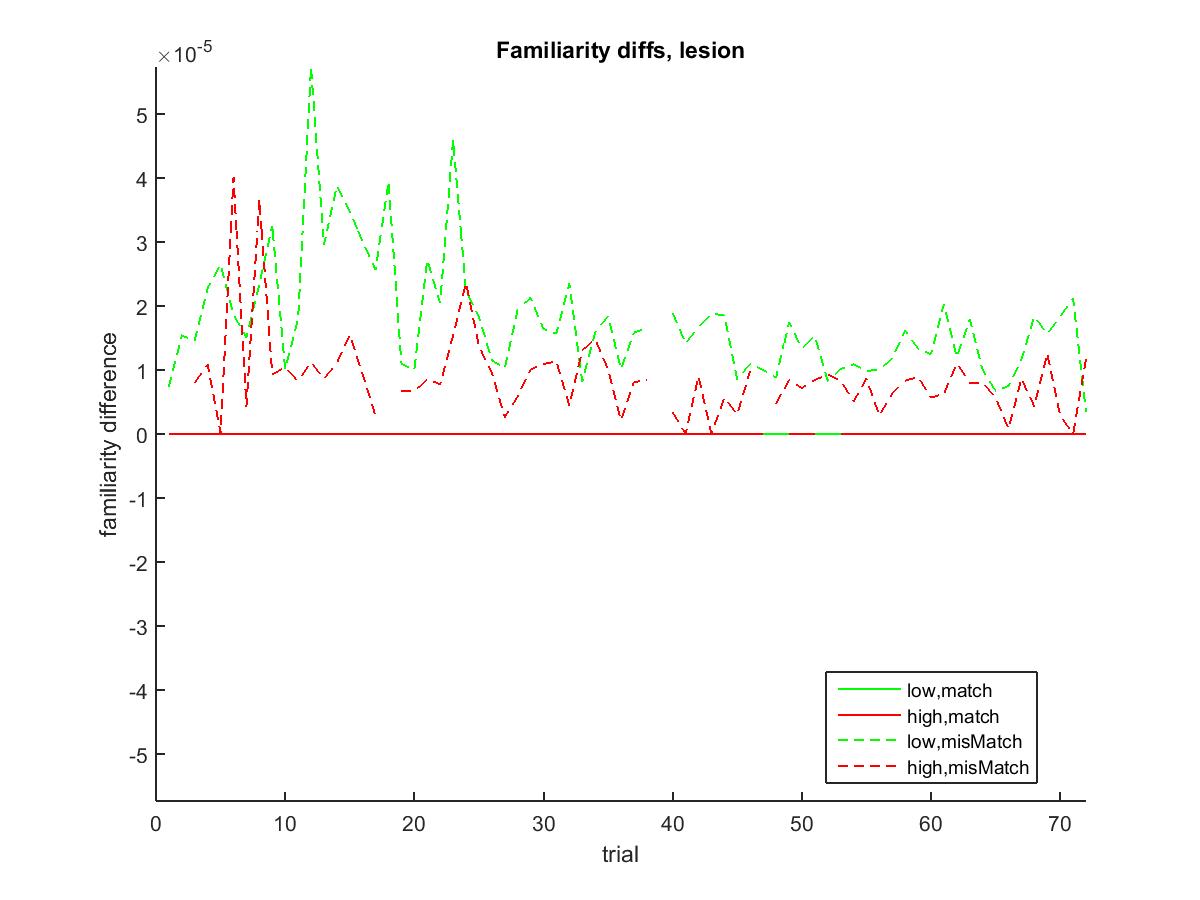 Familiarity diffs, lesion
×10-5
5
4
3
2
1
0
-1
-2
-3
-4
-5
familiarity difference
0 10 20 30 40 50 60 70
trial
low,match
high,match
low,misMatch
high,misMatch